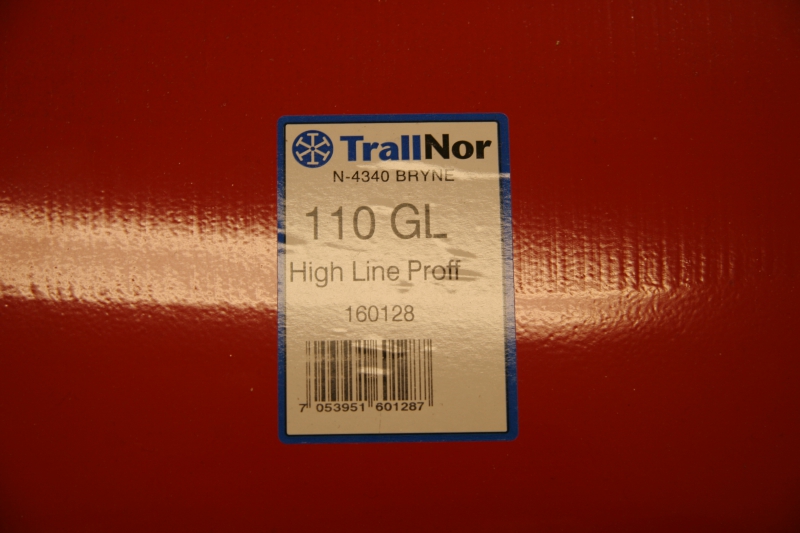 TrallNor
N-4340 BRYNE
110 GL
High Line Proff
160128
7 053951 601287